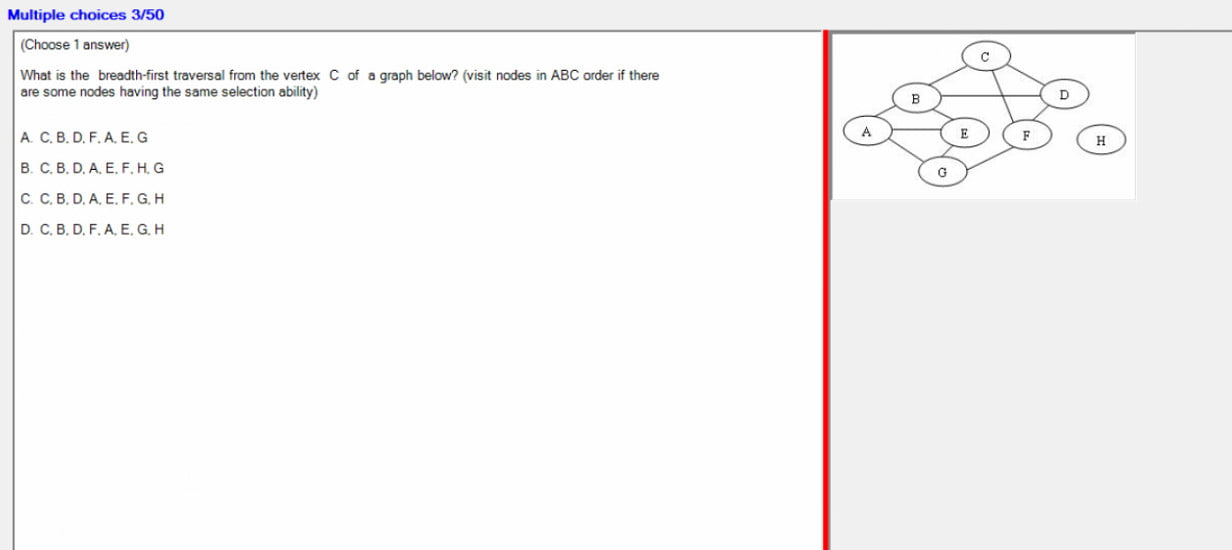 Multiple choices 3/50
(Choose 1 answer)
What is the breadth-first traversal from the vertex C of a graph below? (visit nodes in ABC order if there
are some nodes having the same selection ability)
A. C, B, D, F, A, E, G
B. C, B, D, A, E, F, H, G
C. C, B, D, A, E, F, G, H
D. C, B, D, F, A, E, G, H
C
B
D
A
E
F
H
G